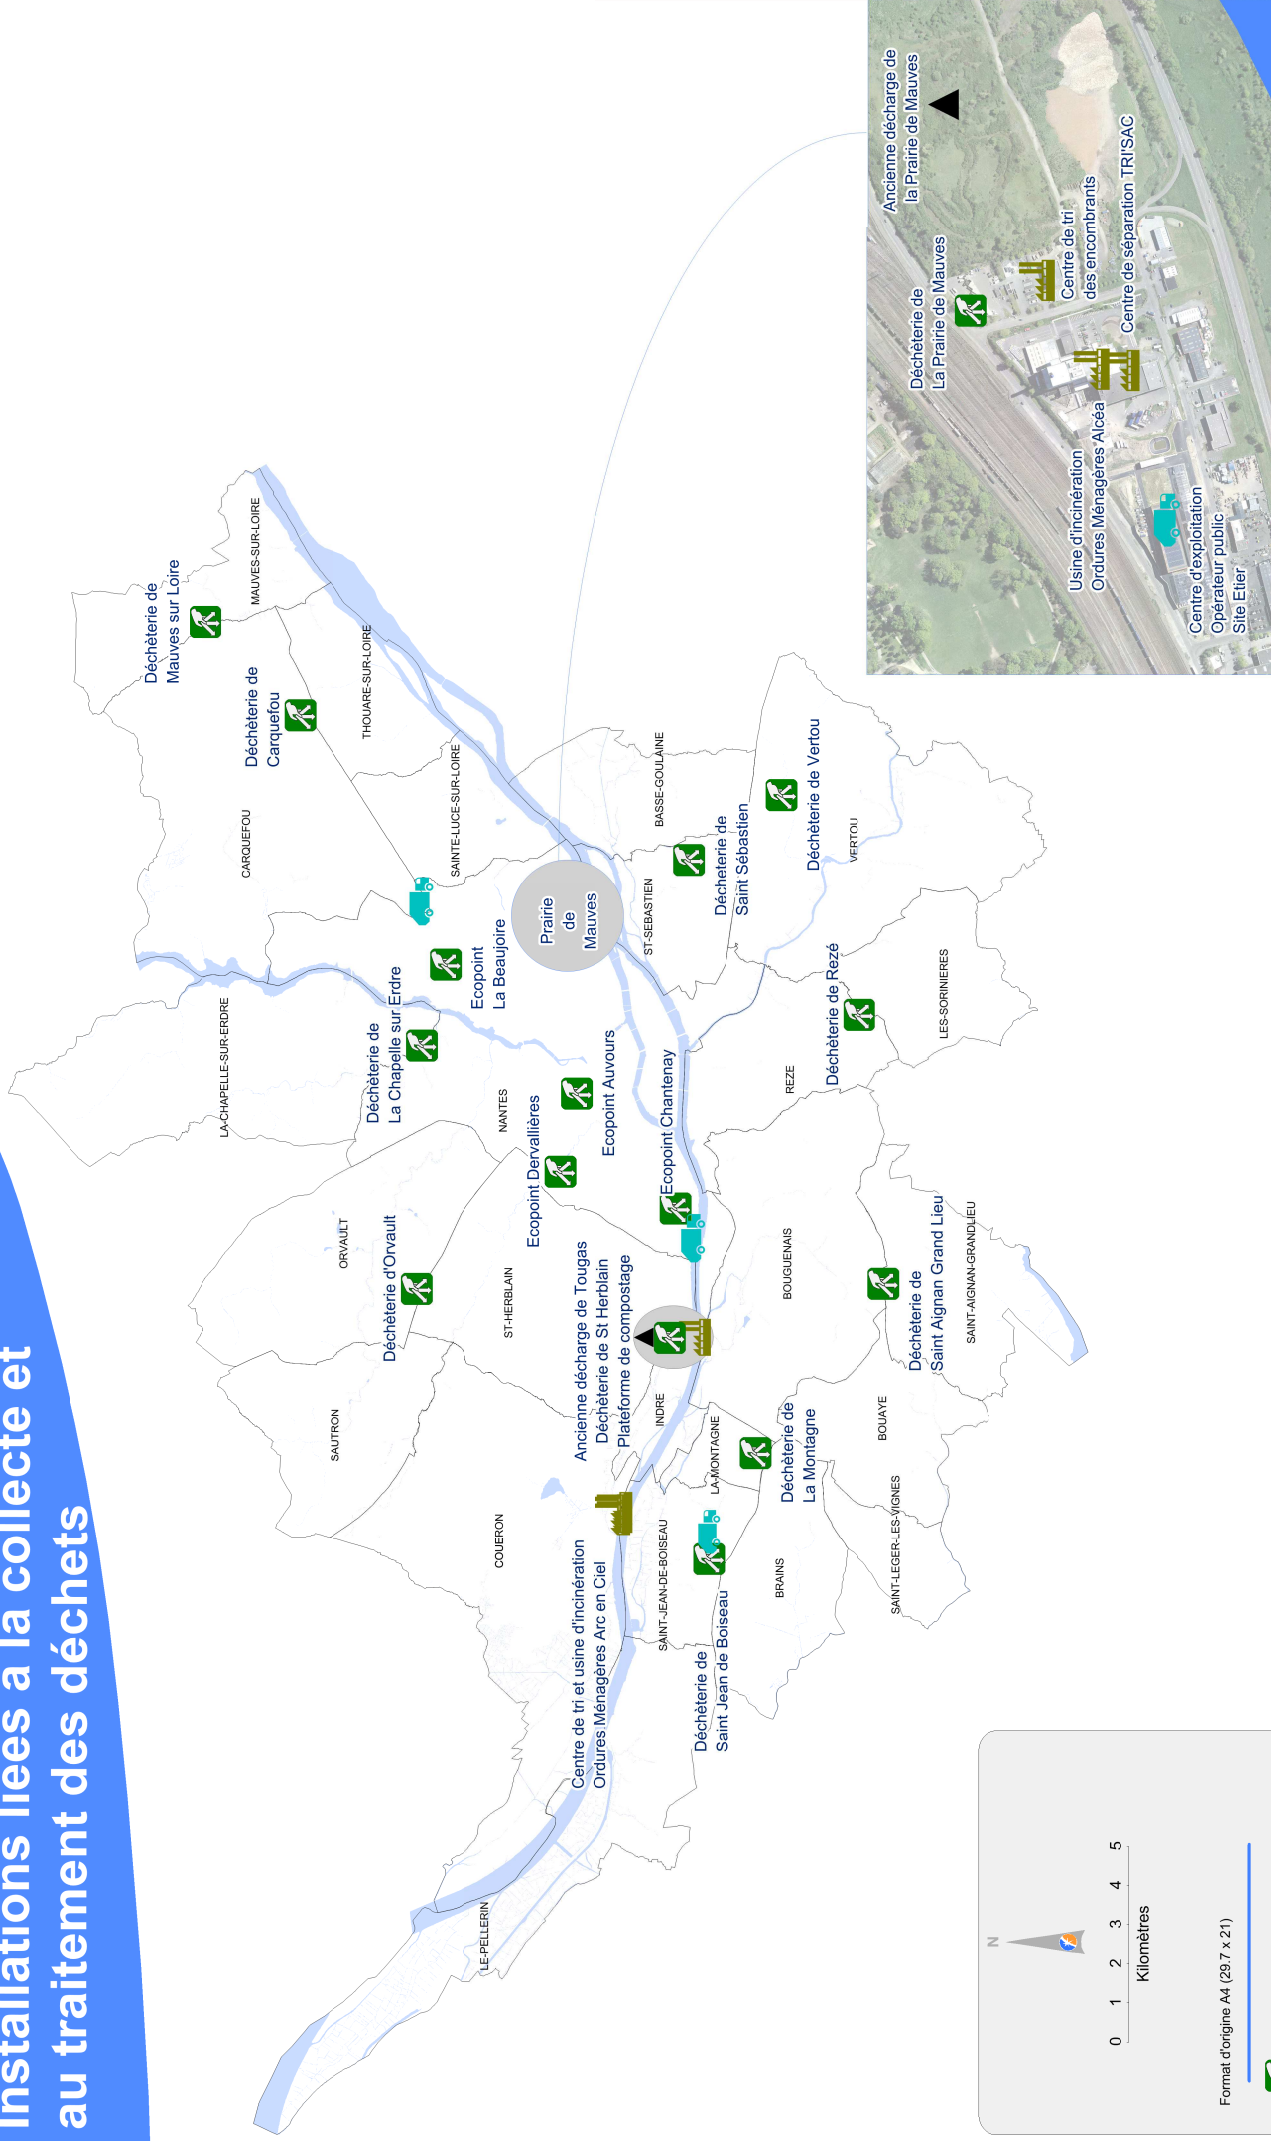 Installations liées à la collecte et
au traitement des déchets
LA-CHAPELLE-SUR-ERDRE
CARQUEFOU
Déchèterie de
Mauves sur Loire
MAUVES-SUR-LOIRE
Déchèterie de
Carquefou
THOUARE-SUR-LOIRE
SAINTE-LUCE-SUR-LOIRE
ORVAULT
Déchèterie d'Orvault
Déchèterie de
La Chapelle sur Erdre
Ecopoint
La Beaujoire
SAUTRON
NANTES
ST-HERBLAIN
Ecopoint Dervallières
Ecopoint Auvours
Prairie
de
Mauves
COUERON
Ancienne décharge de Tougas
Déchèterie de St Herblain
Plateforme de compostage
Ecopoint Chantenay
ST-SEBASTIEN
BASSE-GOULAINE
Déchèterie de
Saint Sébastien
Déchèterie de Vertou
VERTOU
Centre de tri et usine d'incinération
Ordures Ménagères Arc en Ciel
INDRE
LA-MONTAGNE
SAINT-JEAN-DE-BOISEAU
Déchèterie de
Saint Jean de Boiseau
Déchèterie de
La Montagne
BOUGUENAIS
REZE
Déchèterie de Rezé
LES-SORINIERES
LE-PELLERIN
BRAINS
BOUAYE
SAINT-LEGER-LES-VIGNES
Déchèterie de
Saint Aignan Grand Lieu
SAINT-AIGNAN-GRANDLIEU
Ancienne décharge de
la Prairie de Mauves
Déchèterie de
La Prairie de Mauves
Centre de tri
des encombrants
Centre de séparation TRI'SAC
Usine d'incinération
Ordures Ménagères Alcéa
Centre d'exploitation
Opérateur public
Site Etier
N
0 1 2 3 4 5
Kilomètres
Format d'origine A4 (29.7 x 21)